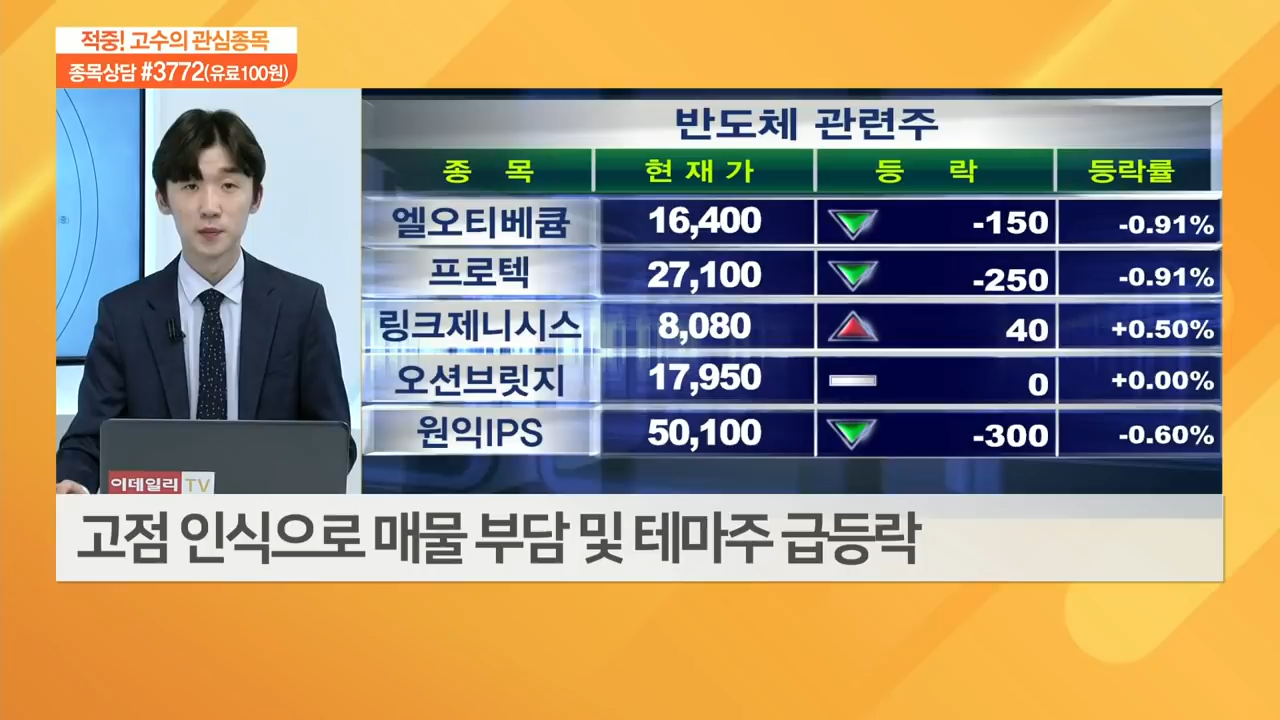 적중! 고수의 관심종목
종목상담 #3772(유료100원)
반도체 관련주
종 목 현 재 가 등 락 등락률
엘오티베큠 16,400 -150 -0.91%
프로텍 27,100 -250 -0.91%
링크제니시스 8,080 40 +0.50%
오션브릿지 17,950 0 +0.00%
원익IPS 50,100 -300 -0.60%
이데일리 TV
고점 인식으로 매물 부담 및 테마주 급등락